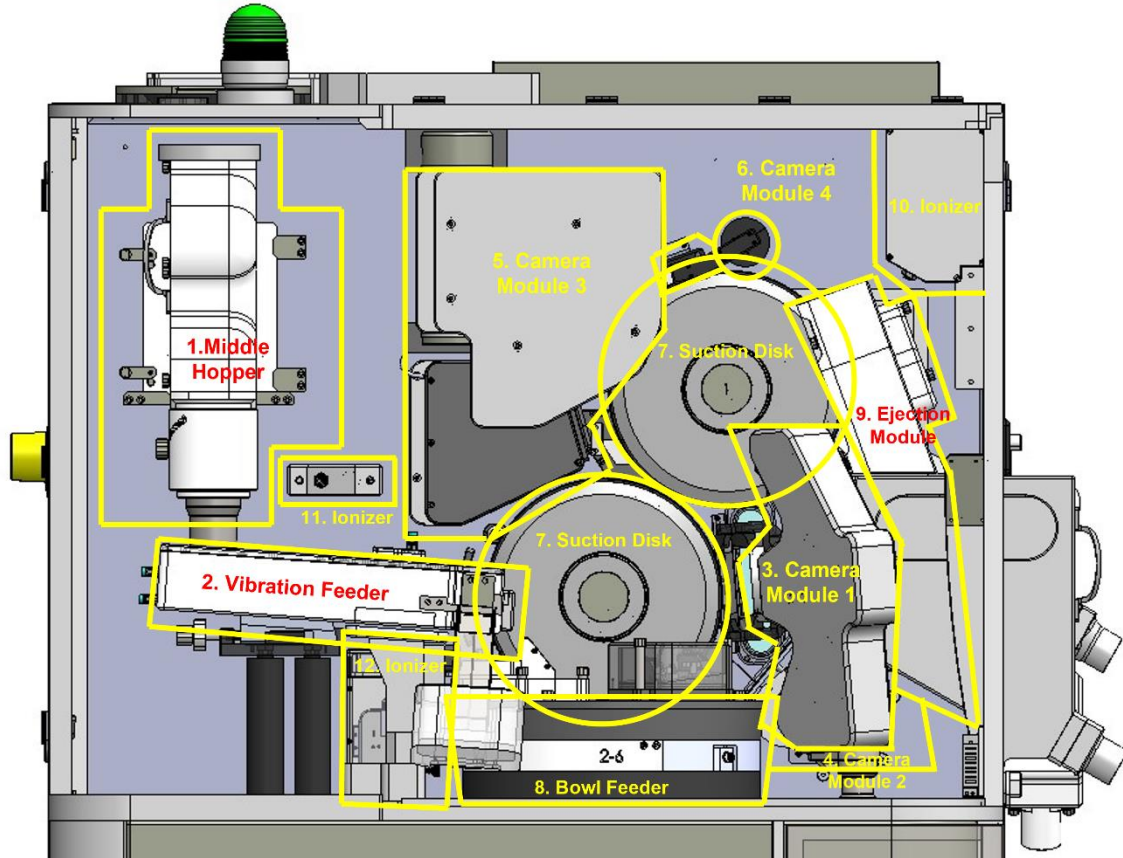 6. Camera
Module 4
10. Ionizer
5. Camera
Module 3
1.Middle
Hopper
7. Suction Disk
9. Ejection
Module
11. Ionizer
7. Suction Disk
2. Vibration Feeder
3. Camera
Module 1
12. Ionizer
2-6
4. Camera
Module 2
8. Bowl Feeder